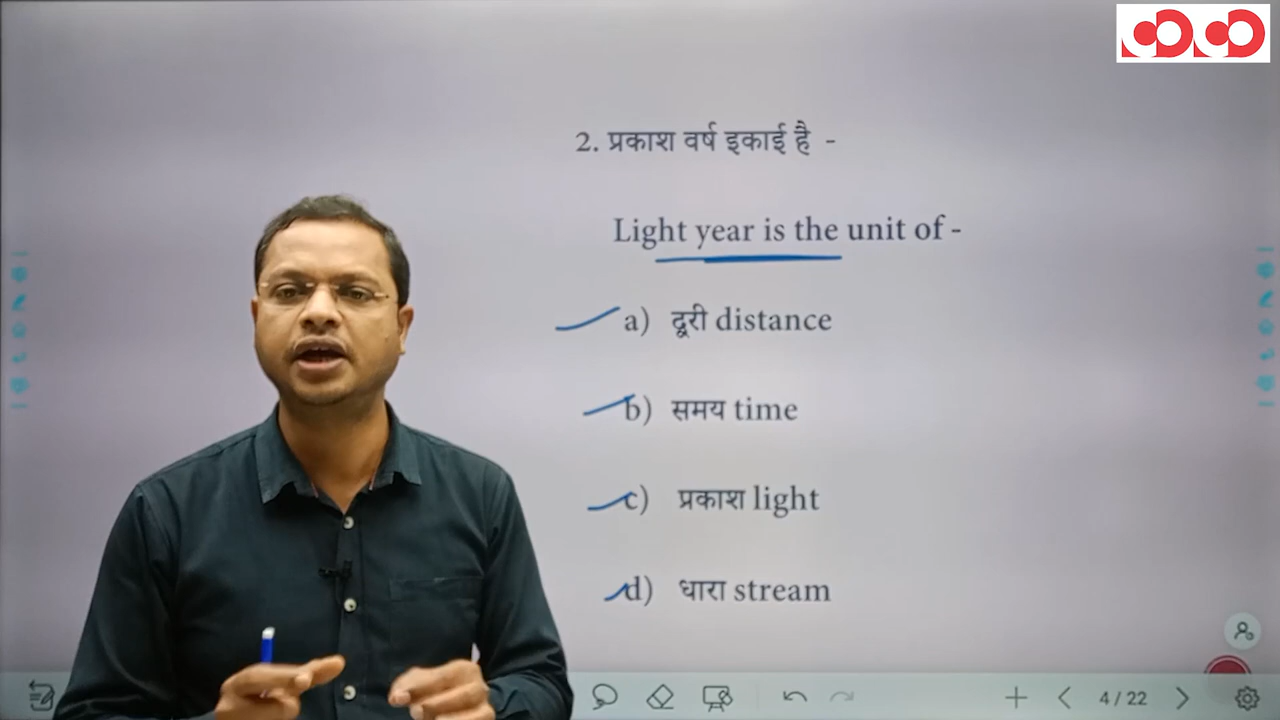 2. प्रकाश वर्ष इकाई है -
Light year is the unit of -
a) दूरी distance
b) समय time
c) प्रकाश light
d) धारा stream
4 / 22